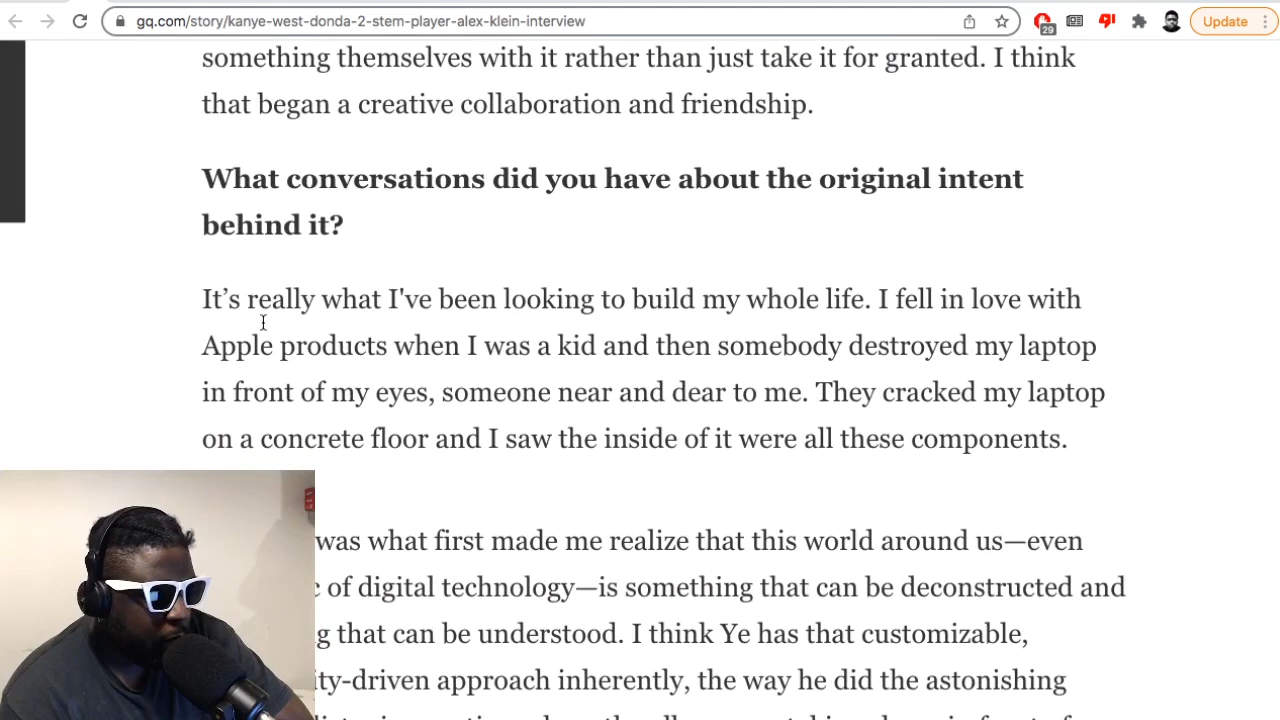 gq.com/story/kanye-west-donda-2-stem-player-alex-klein-interview
29
Update
something themselves with it rather than just take it for granted. I think
that began a creative collaboration and friendship.
What conversations did you have about the original intent
behind it?
It’s really what I've been looking to build my whole life. I fell in love with
Apple products when I was a kid and then somebody destroyed my laptop
in front of my eyes, someone near and dear to me. They cracked my laptop
on a concrete floor and I saw the inside of it were all these components.
was what first made me realize that this world around us—even
of digital technology—is something that can be deconstructed and
that can be understood. I think Ye has that customizable,
ity-driven approach inherently, the way he did the astonishing